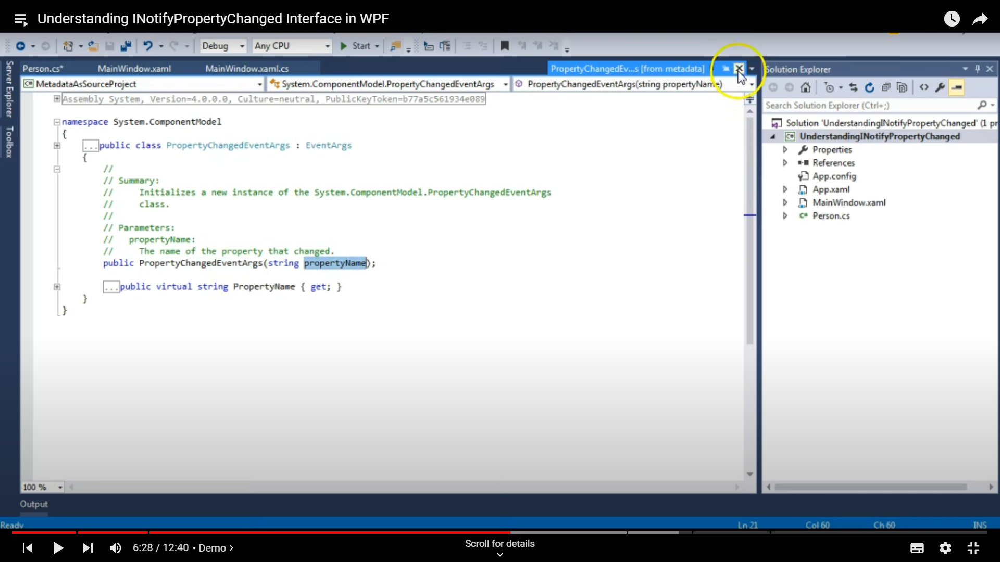 Understanding INotifyPropertyChanged Interface in WPF
Debug
Any CPU
Start
Server Explorer
Toolbox
Person.cs*
MainWindow.xaml
MainWindow.xaml.cs
PropertyChangedEv...s [from metadata]
MetadataAsSourceProject
System.ComponentModel.PropertyChangedEventArgs
PropertyChangedEventArgs(string propertyName)
Assembly System, Version=4.0.0.0, Culture=neutral, PublicKeyToken=b77a5c561934e089
namespace System.ComponentModel
{
...public class PropertyChangedEventArgs : EventArgs
{
//
// Summary:
// Initializes a new instance of the System.ComponentModel.PropertyChangedEventArgs
// class.
//
// Parameters:
// propertyName:
// The name of the property that changed.
public PropertyChangedEventArgs(string propertyName);
...public virtual string PropertyName { get; }
}
}
100 %
Solution Explorer
Search Solution Explorer (Ctrl+;)
Solution 'UnderstandingINotifyPropertyChanged' (1 pr
C# UnderstandingINotifyPropertyChanged
Properties
References
App.config
App.xaml
MainWindow.xaml
C# Person.cs
Output
Ready
Ln 21
Col 60
Ch 60
INS
6:28 / 12:40 • Demo >
Scroll for details